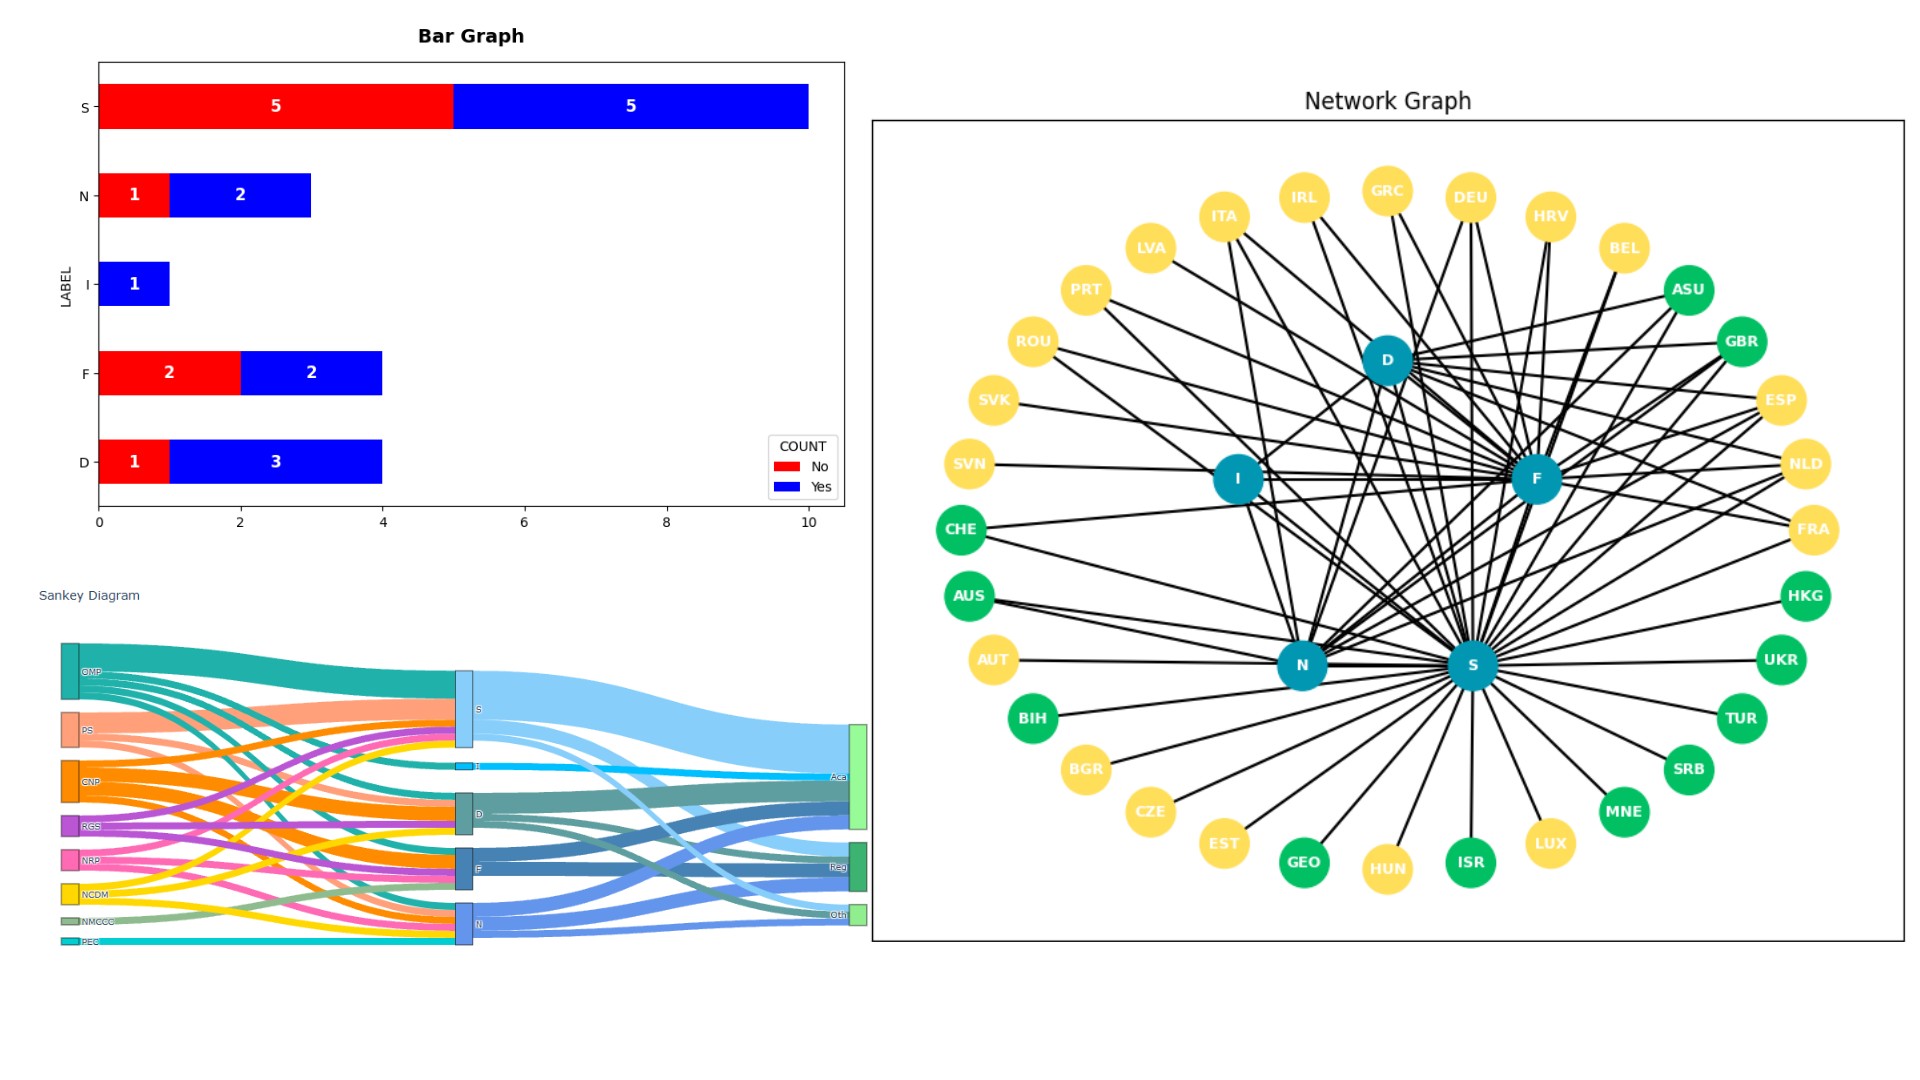 Bar Graph
S
5
5
N
1
2
LABEL
I
1
F
2
2
D
1
3
COUNT
No
Yes
0
2
4
6
8
10
Sankey Diagram
OMP
PS
CNP
RGS
NRP
NCDM
NMCCC
PEC
S
I
D
F
N
Aca
Reg
Oth
Network Graph
GRC
IRL
DEU
ITA
HRV
LVA
BEL
PRT
ASU
ROU
GBR
D
SVK
ESP
SVN
NLD
I
F
CHE
FRA
AUS
HKG
AUT
UKR
N
S
BIH
TUR
BGR
SRB
CZE
MNE
EST
LUX
GEO
ISR
HUN